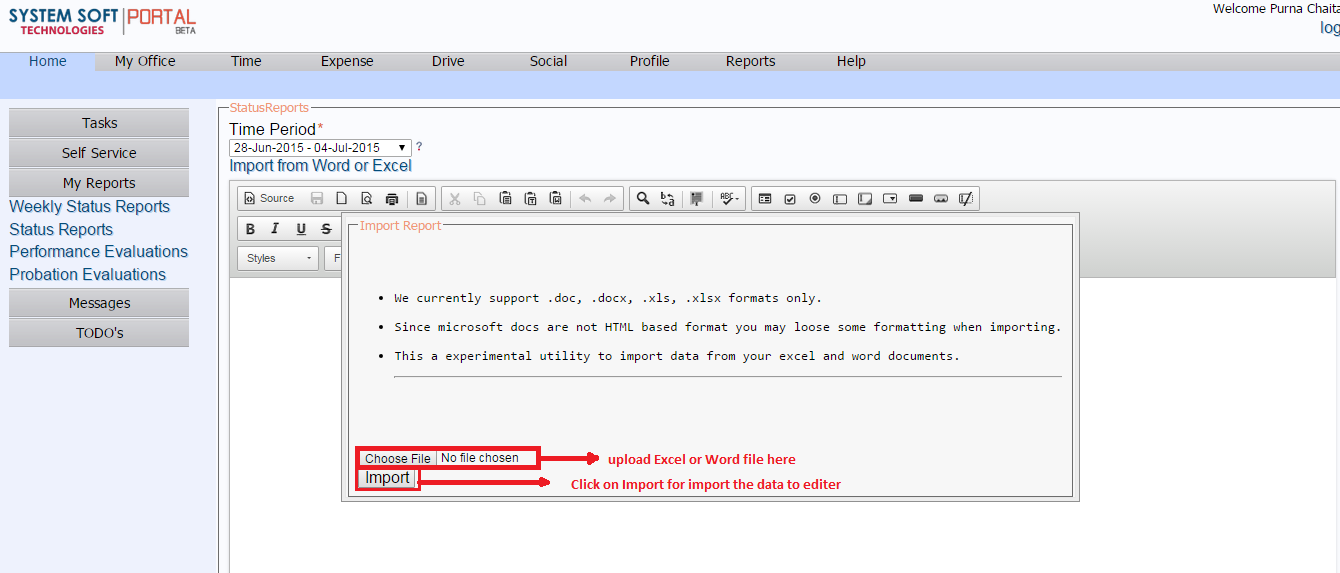 Welcome Purna Chaita
SYSTEM SOFT PORTAL
TECHNOLOGIES BETA
log
Home My Office Time Expense Drive Social Profile Reports Help
Tasks
Self Service
My Reports
Weekly Status Reports
Status Reports
Performance Evaluations
Probation Evaluations
Messages
TODO's
StatusReports
Time Period*
28-Jun-2015 - 04-Jul-2015 ?
Import from Word or Excel
Source ABC
B I U S
Styles F
Import Report
• We currently support .doc, .docx, .xls, .xlsx formats only.
• Since microsoft docs are not HTML based format you may loose some formatting when importing.
• This a experimental utility to import data from your excel and word documents.
Choose File No file chosen upload Excel or Word file here
Import Click on Import for import the data to editer